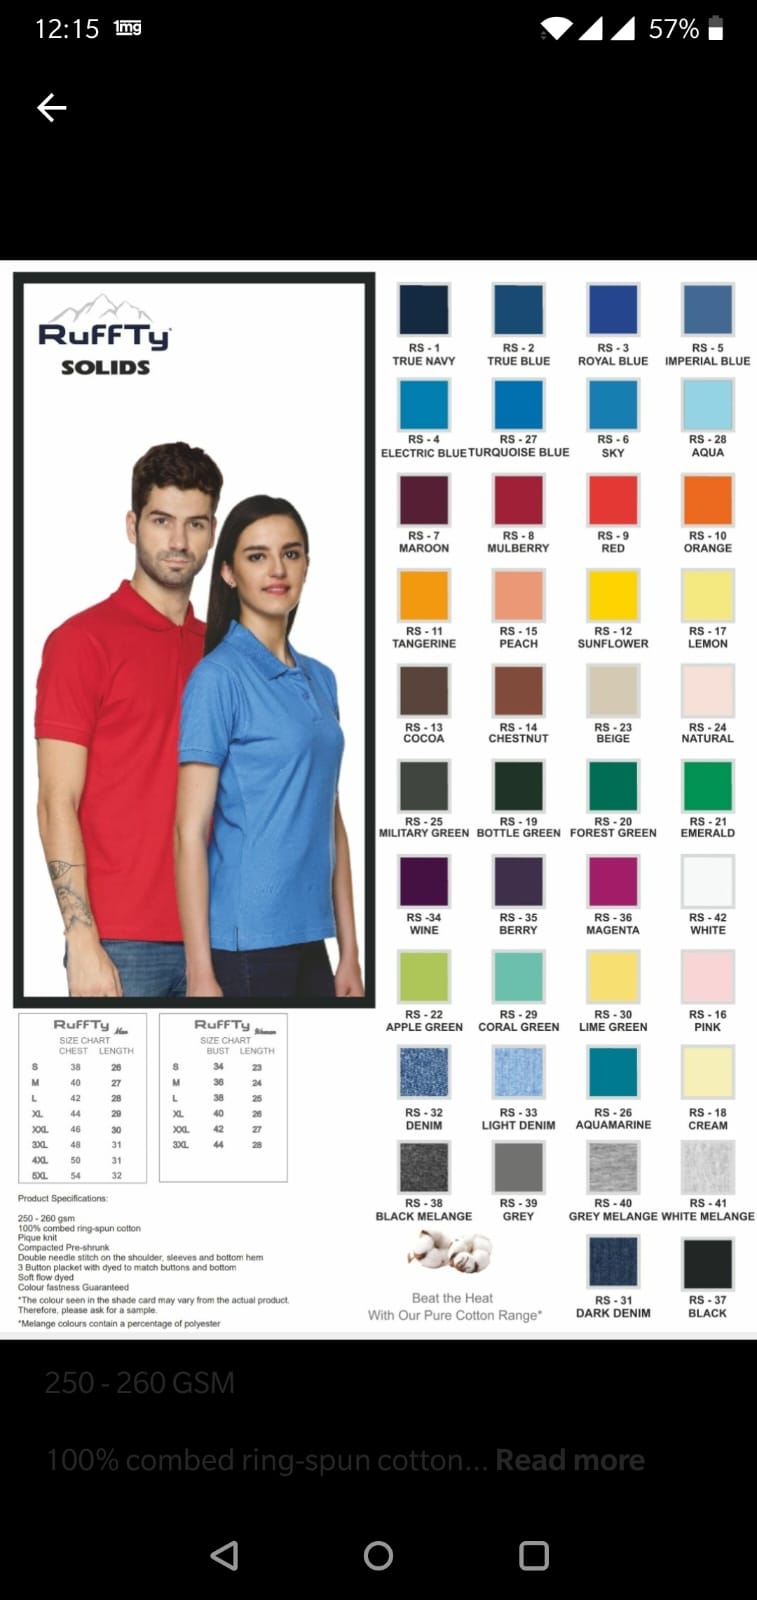 12:15 1mg 57%
RUFFTY
SOLIDS
RS - 1 RS - 2 RS - 3 RS - 5
TRUE NAVY TRUE BLUE ROYAL BLUE IMPERIAL BLUE
RS - 4 RS - 27 RS - 6 RS - 28
ELECTRIC BLUE TURQUOISE BLUE SKY AQUA
RS - 7 RS - 8 RS - 9 RS - 10
MAROON MULBERRY RED ORANGE
RS - 11 RS - 15 RS - 12 RS - 17
TANGERINE PEACH SUNFLOWER LEMON
RS - 13 RS - 14 RS - 23 RS - 24
COCOA CHESTNUT BEIGE NATURAL
RS - 25 RS - 19 RS - 20 RS - 21
MILITARY GREEN BOTTLE GREEN FOREST GREEN EMERALD
RS -34 RS - 35 RS - 36 RS - 42
WINE BERRY MAGENTA WHITE
RS - 22 RS - 29 RS - 30 RS - 16
APPLE GREEN CORAL GREEN LIME GREEN PINK
RS - 32 RS - 33 RS - 26 RS - 18
DENIM LIGHT DENIM AQUAMARINE CREAM
RS - 38 RS - 39 RS - 40 RS - 41
BLACK MELANGE GREY GREY MELANGE WHITE MELANGE
RS - 31 RS - 37
DARK DENIM BLACK
Beat the Heat
With Our Pure Cotton Range*
RUFFTY Men
SIZE CHART
CHEST LENGTH
S 38 26
M 40 27
L 42 28
XL 44 29
XXL 46 30
3XL 48 31
4XL 50 31
5XL 54 32
RUFFTY Women
SIZE CHART
BUST LENGTH
S 34 23
M 36 24
L 38 25
XL 40 26
XXL 42 27
3XL 44 28
Product Specifications:
250 - 260 gsm
100% combed ring-spun cotton
Pique knit
Compacted Pre-shrunk
Double needle stitch on the shoulder, sleeves and bottom hem
3 Button placket with dyed to match buttons and bottom
Soft flow dyed
Colour fastness Guaranteed
*The colour seen in the shade card may vary from the actual product.
Therefore, please ask for a sample.
*Melange colours contain a percentage of polyester
250 - 260 GSM
100% combed ring-spun cotton... Read more